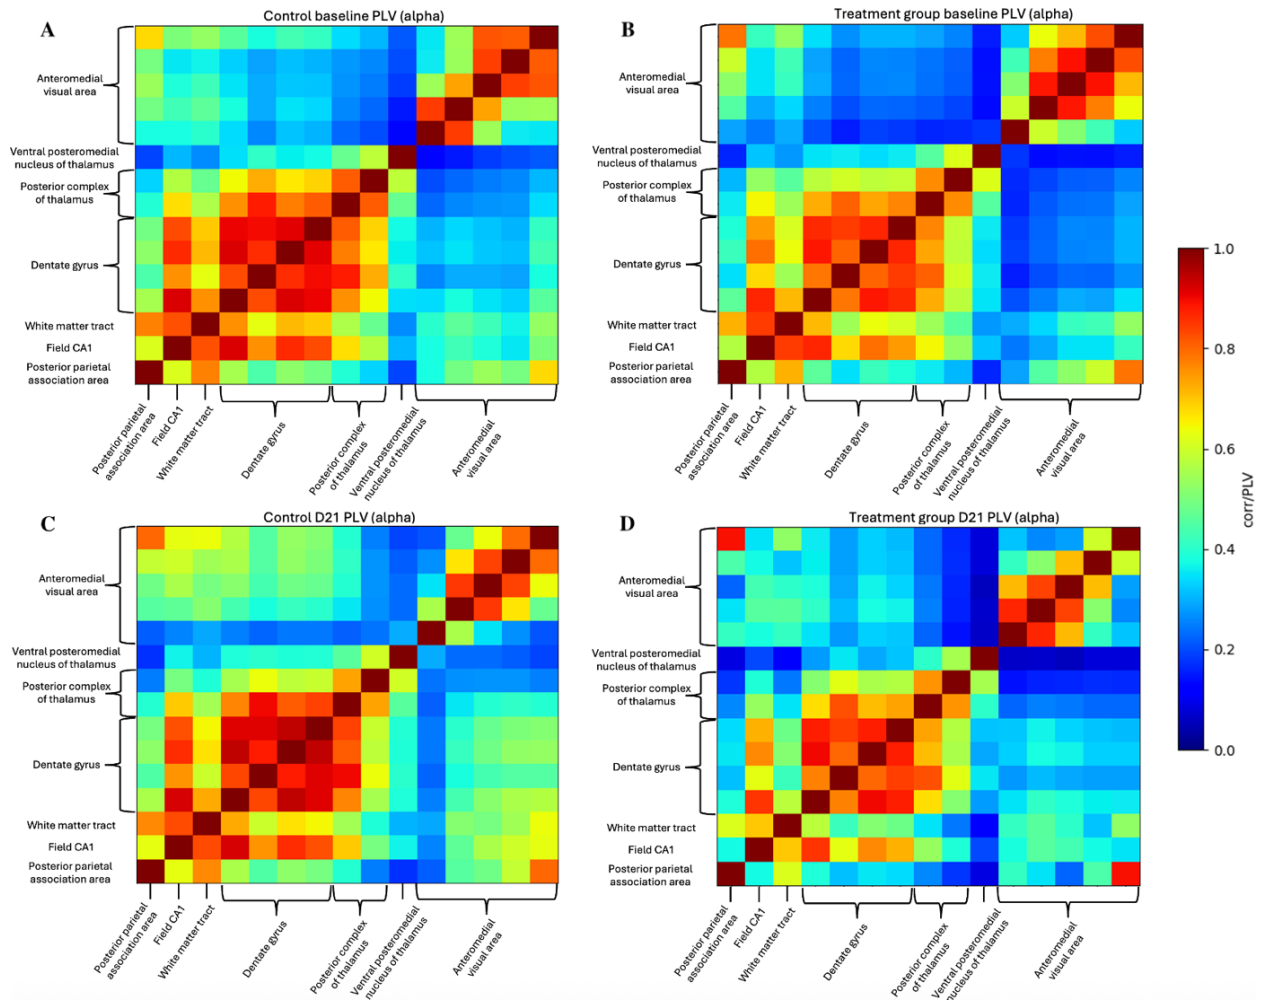 A
Control baseline PLV (alpha)
Anteromedial
visual area
Ventral posteromedial
nucleus of thalamus
Posterior complex
of thalamus
Dentate gyrus
White matter tract
Field CA1
Posterior parietal
association area
Posterior parietal
association area
Field CA1
White matter tract
Dentate gyrus
Posterior complex
of thalamus
Ventral posteromedial
nucleus of thalamus
Anteromedial
visual area
B
Treatment group baseline PLV (alpha)
Anteromedial
visual area
Ventral posteromedial
nucleus of thalamus
Posterior complex
of thalamus
Dentate gyrus
White matter tract
Field CA1
Posterior parietal
association area
Posterior parietal
association area
Field CA1
White matter tract
Dentate gyrus
Posterior complex
of thalamus
Ventral posteromedial
nucleus of thalamus
Anteromedial
visual area
1.0
0.8
0.6
0.4
0.2
0.0
corr/PLV
C
Control D21 PLV (alpha)
Anteromedial
visual area
Ventral posteromedial
nucleus of thalamus
Posterior complex
of thalamus
Dentate gyrus
White matter tract
Field CA1
Posterior parietal
association area
Posterior parietal
association area
Field CA1
White matter tract
Dentate gyrus
Posterior complex
of thalamus
Ventral posteromedial
nucleus of thalamus
Anteromedial
visual area
D
Treatment group D21 PLV (alpha)
Anteromedial
visual area
Ventral posteromedial
nucleus of thalamus
Posterior complex
of thalamus
Dentate gyrus
White matter tract
Field CA1
Posterior parietal
association area
Posterior parietal
association area
Field CA1
White matter tract
Dentate gyrus
Posterior complex
of thalamus
Ventral posteromedial
nucleus of thalamus
Anteromedial
visual area